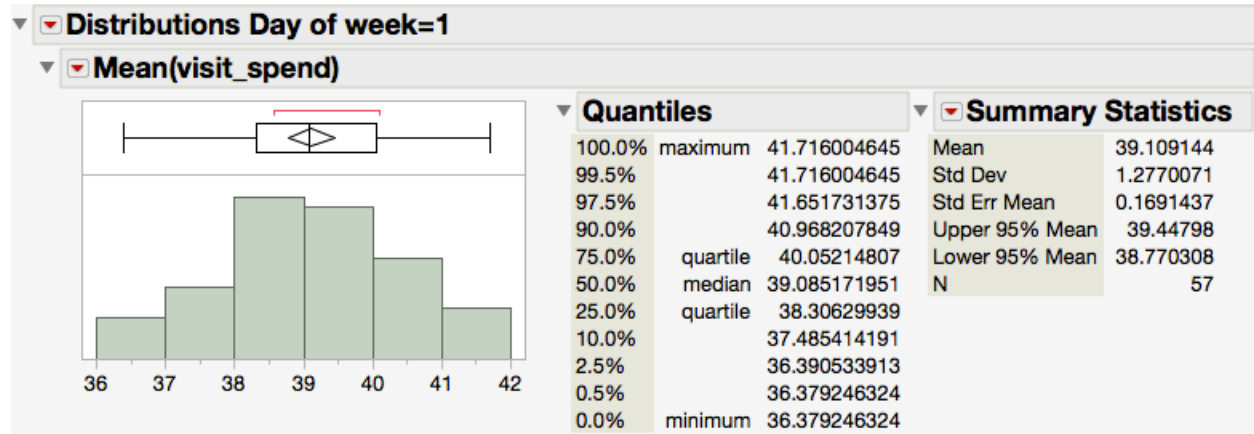 Distributions Day of week=1
Mean(visit_spend)
36 37 38 39 40 41 42
Quantiles
100.0% maximum 41.716004645
99.5% 41.716004645
97.5% 41.651731375
90.0% 40.968207849
75.0% quartile 40.05214807
50.0% median 39.085171951
25.0% quartile 38.30629939
10.0% 37.485414191
2.5% 36.390533913
0.5% 36.379246324
0.0% minimum 36.379246324
Summary Statistics
Mean 39.109144
Std Dev 1.2770071
Std Err Mean 0.1691437
Upper 95% Mean 39.44798
Lower 95% Mean 38.770308
N 57